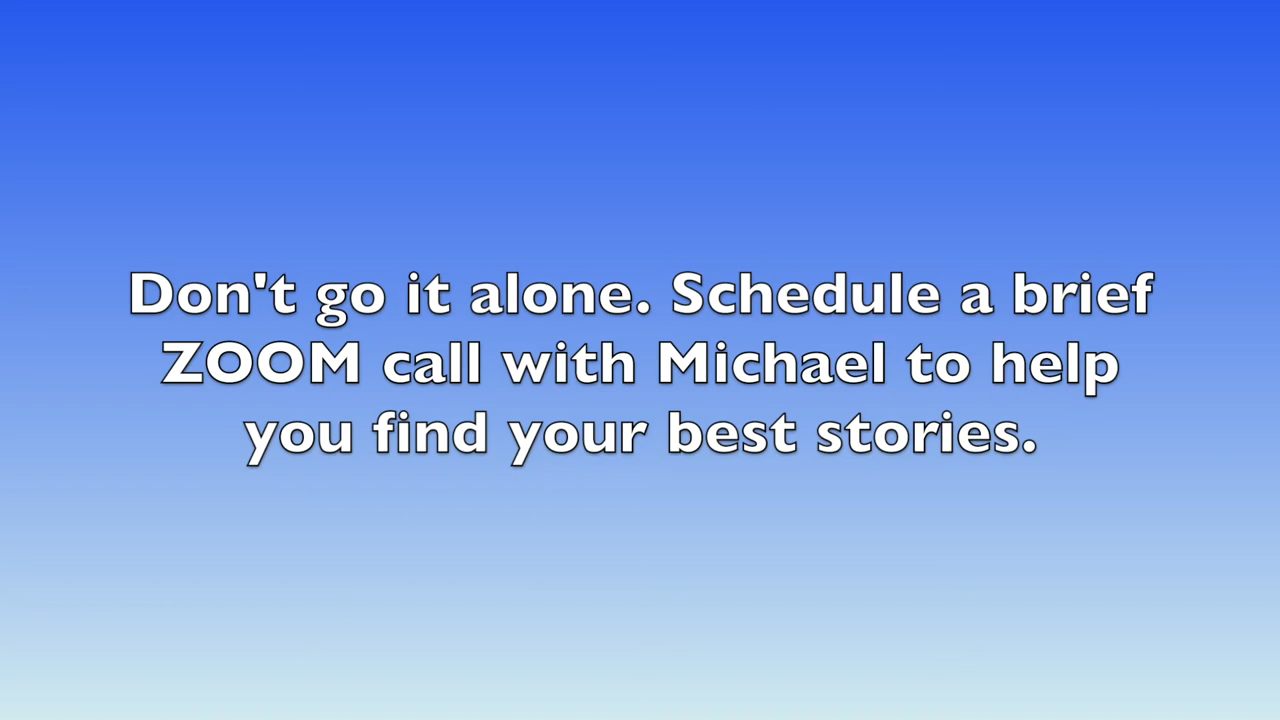 Don't go it alone. Schedule a brief
ZOOM call with Michael to help
you find your best stories.